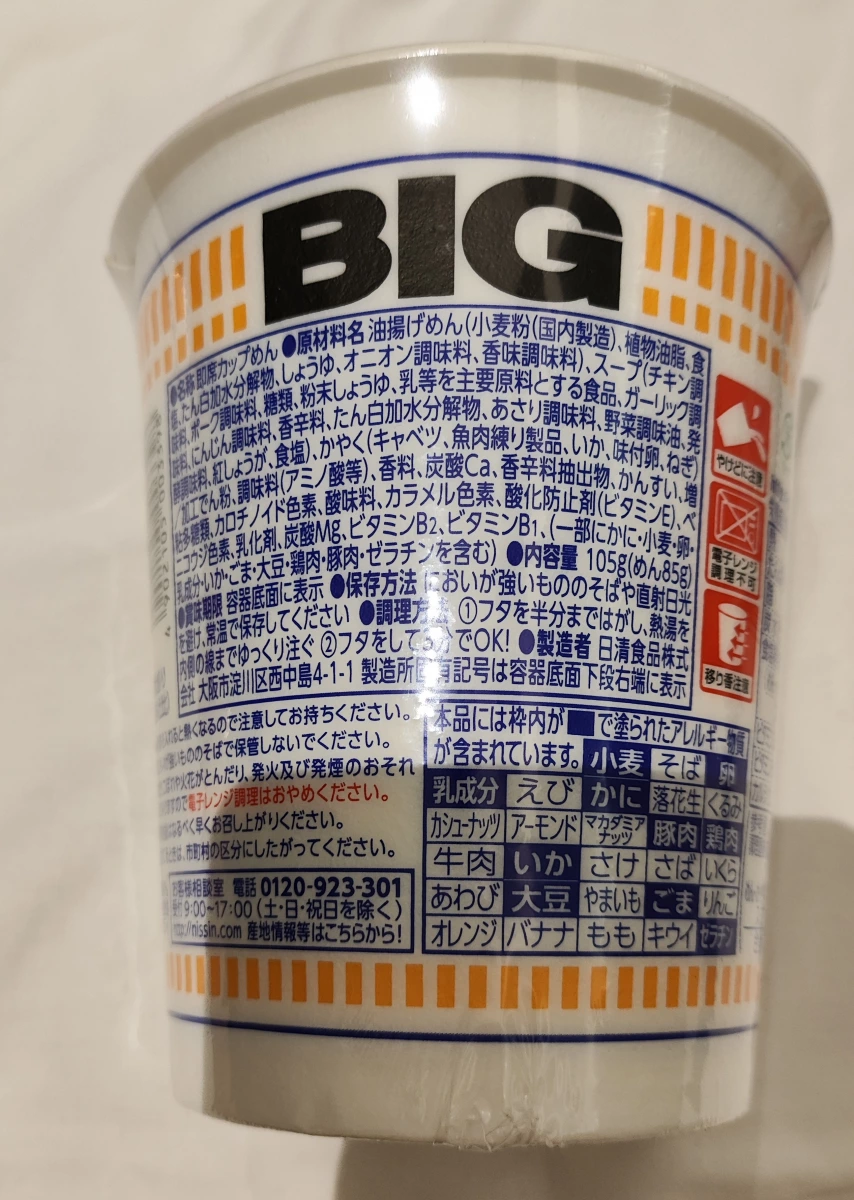 BIG
●名称 即席カップめん ●原材料名 油揚げめん(小麦粉(国内製造)、植物油脂、食
塩、たん白加水分解物、しょうゆ、オニオン調味料、香味調味料)、スープ(チキン調
味料、ポーク調味料、糖類、粉末しょうゆ、乳等を主要原料とする食品、ガーリック調
味料、にんじん調味料、香辛料、たん白加水分解物、あさり調味料、野菜調味油、発
酵調味料、紅しょうが、食塩)、かやく(キャベツ、魚肉練り製品、いか、味付卵、ねぎ)
/加工でん粉、調味料(アミノ酸等)、香料、炭酸Ca、香辛料抽出物、かんすい、増
粘多糖類、カロチノイド色素、酸味料、カラメル色素、酸化防止剤(ビタミンE)、ベ
ニコウジ色素、乳化剤、炭酸Mg、ビタミンB2、ビタミンB1、(一部にかに・小麦・卵・
乳成分・いか・ごま・大豆・鶏肉・豚肉・ゼラチンを含む) ●内容量 105g(めん85g)
●賞味期限 容器底面に表示 ●保存方法 においが強いもののそばや直射日光
を避け、常温で保存してください ●調理方法 ①フタを半分まではがし、熱湯を
内側の線までゆっくり注ぐ ②フタをして3分でOK! ●製造者 日清食品株式
会社 大阪市淀川区西中島4-1-1 製造所固有記号は容器底面下段右端に表示
やけどに注意
電子レンジ
調理不可
移り香注意
れると熱くなるので注意してお持ちください。
強いもののそばで保管しないでください。
や火花がとんだり、発火及び発煙のおそれ
ので電子レンジ調理はおやめください。
なるべく早くお召し上がりください。
は、市町村の区分にしたがってください。
お客様相談室 電話 0120-923-301
受付9:00~17:00(土・日・祝日を除く)
http://nissin.com 産地情報等はこちらから!
本品には枠内が■で塗られたアレルギー物質
が含まれています。 小麦 そば 卵
乳成分 えび かに 落花生 くるみ
カシューナッツ アーモンド マカダミアナッツ 豚肉 鶏肉
牛肉 いか さけ さば いくら
あわび 大豆 やまいも ごま りんご
オレンジ バナナ もも キウイ ゼラチン